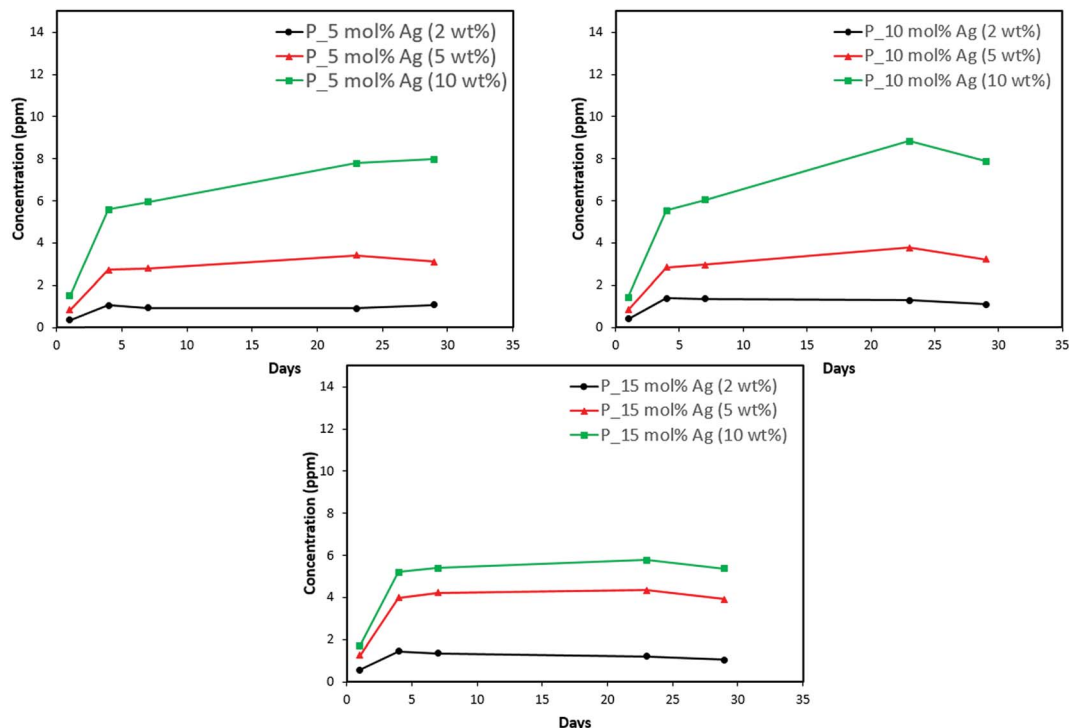 P_5 mol% Ag (2 wt%)
P_5 mol% Ag (5 wt%)
P_5 mol% Ag (10 wt%)
Concentration (ppm)
14
12
10
8
6
4
2
0
0 5 10 15 20 25 30 35
Days
P_10 mol% Ag (2 wt%)
P_10 mol% Ag (5 wt%)
P_10 mol% Ag (10 wt%)
Concentration (ppm)
14
12
10
8
6
4
2
0
0 5 10 15 20 25 30 35
Days
P_15 mol% Ag (2 wt%)
P_15 mol% Ag (5 wt%)
P_15 mol% Ag (10 wt%)
Concentration (ppm)
14
12
10
8
6
4
2
0
0 5 10 15 20 25 30 35
Days